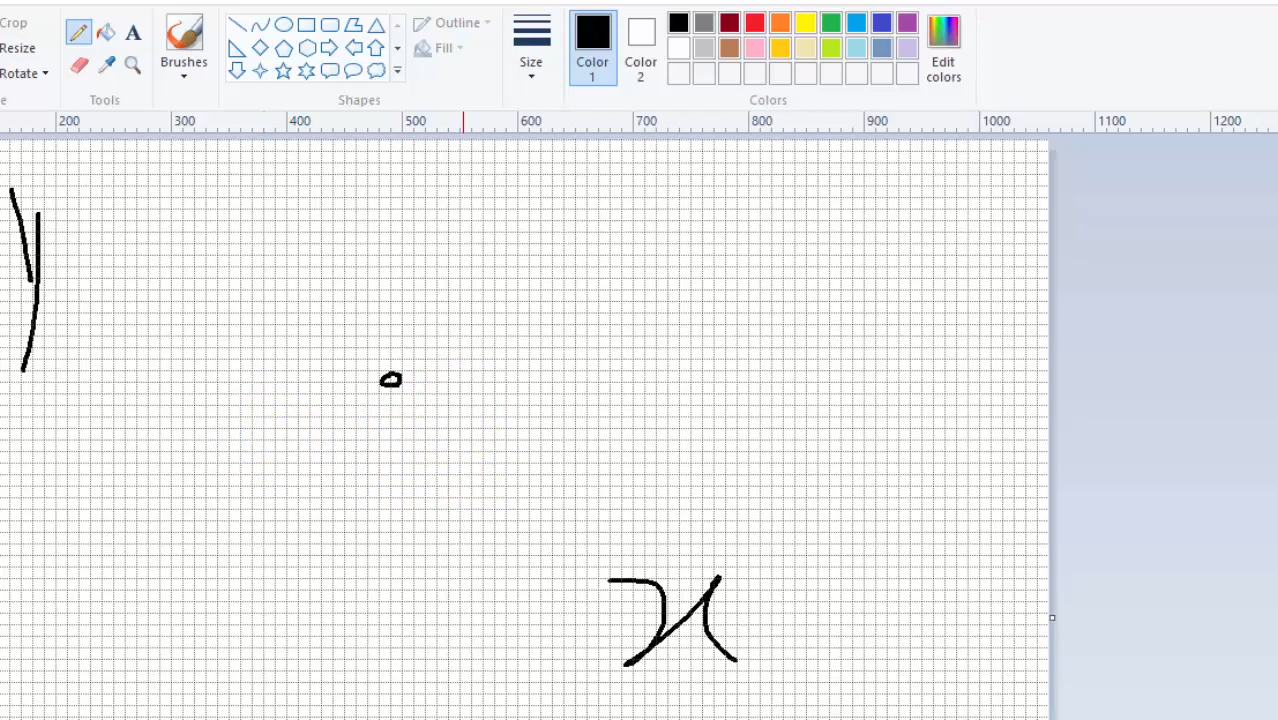 Crop
Resize
Rotate
Tools
Brushes
Shapes
Outline
Fill
Size
Color 1
Color 2
Edit colors
Colors
200 300 400 500 600 700 800 900 1000 1100 1200
y
o
x